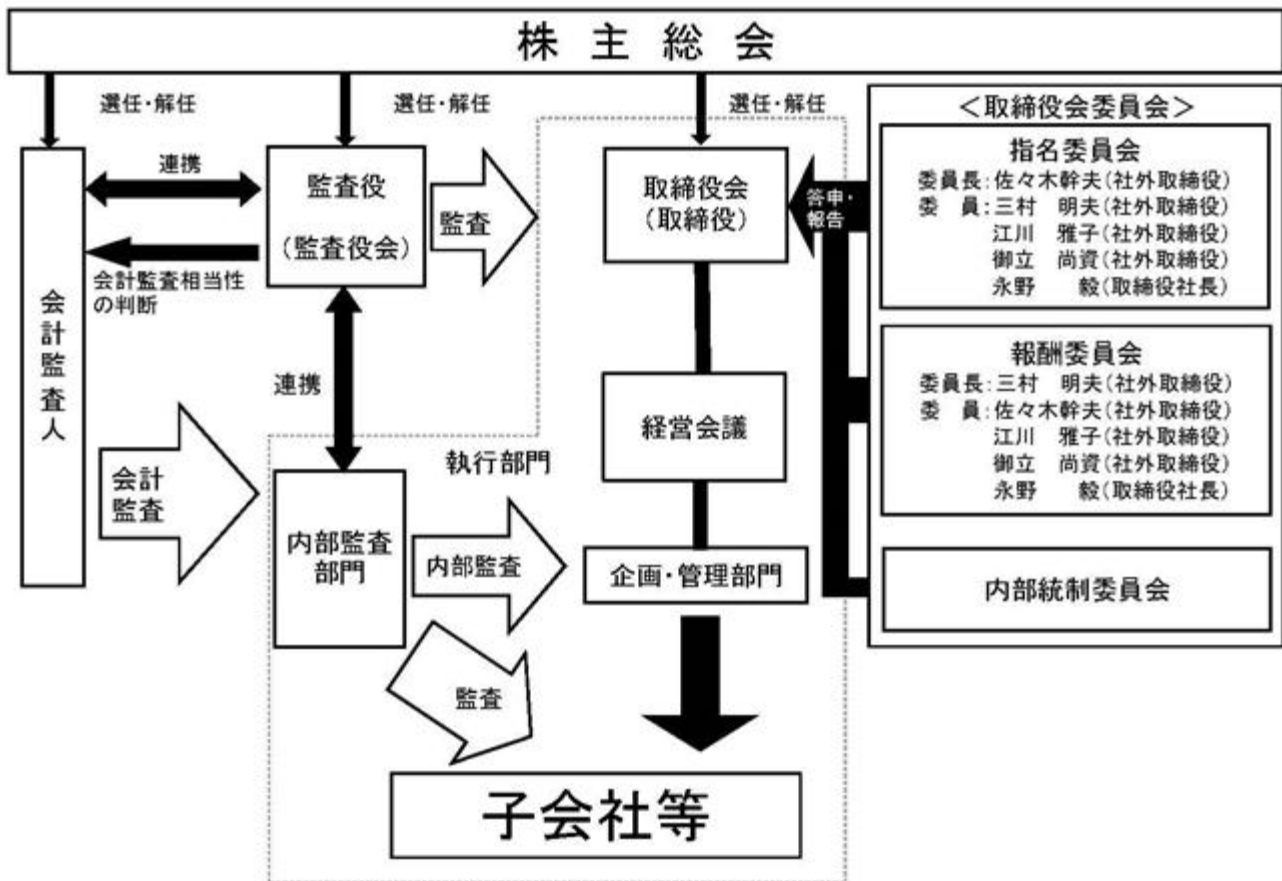 株 主 総 会
選任・解任
選任・解任
選任・解任
連携
監査役
(監査役会)
監査
取締役会
(取締役)
答申・
報告
会計監査相当性
の判断
会計監査人
連携
経営会議
執行部門
会計
監査
内部監査
部門
内部監査
企画・管理部門
監査
子会社等
＜取締役会委員会＞
指名委員会
委員長:佐々木幹夫(社外取締役)
委　員:三村　明夫(社外取締役)
江川　雅子(社外取締役)
御立　尚資(社外取締役)
永野　　毅(取締役社長)
報酬委員会
委員長:三村　明夫(社外取締役)
委　員:佐々木幹夫(社外取締役)
江川　雅子(社外取締役)
御立　尚資(社外取締役)
永野　　毅(取締役社長)
内部統制委員会